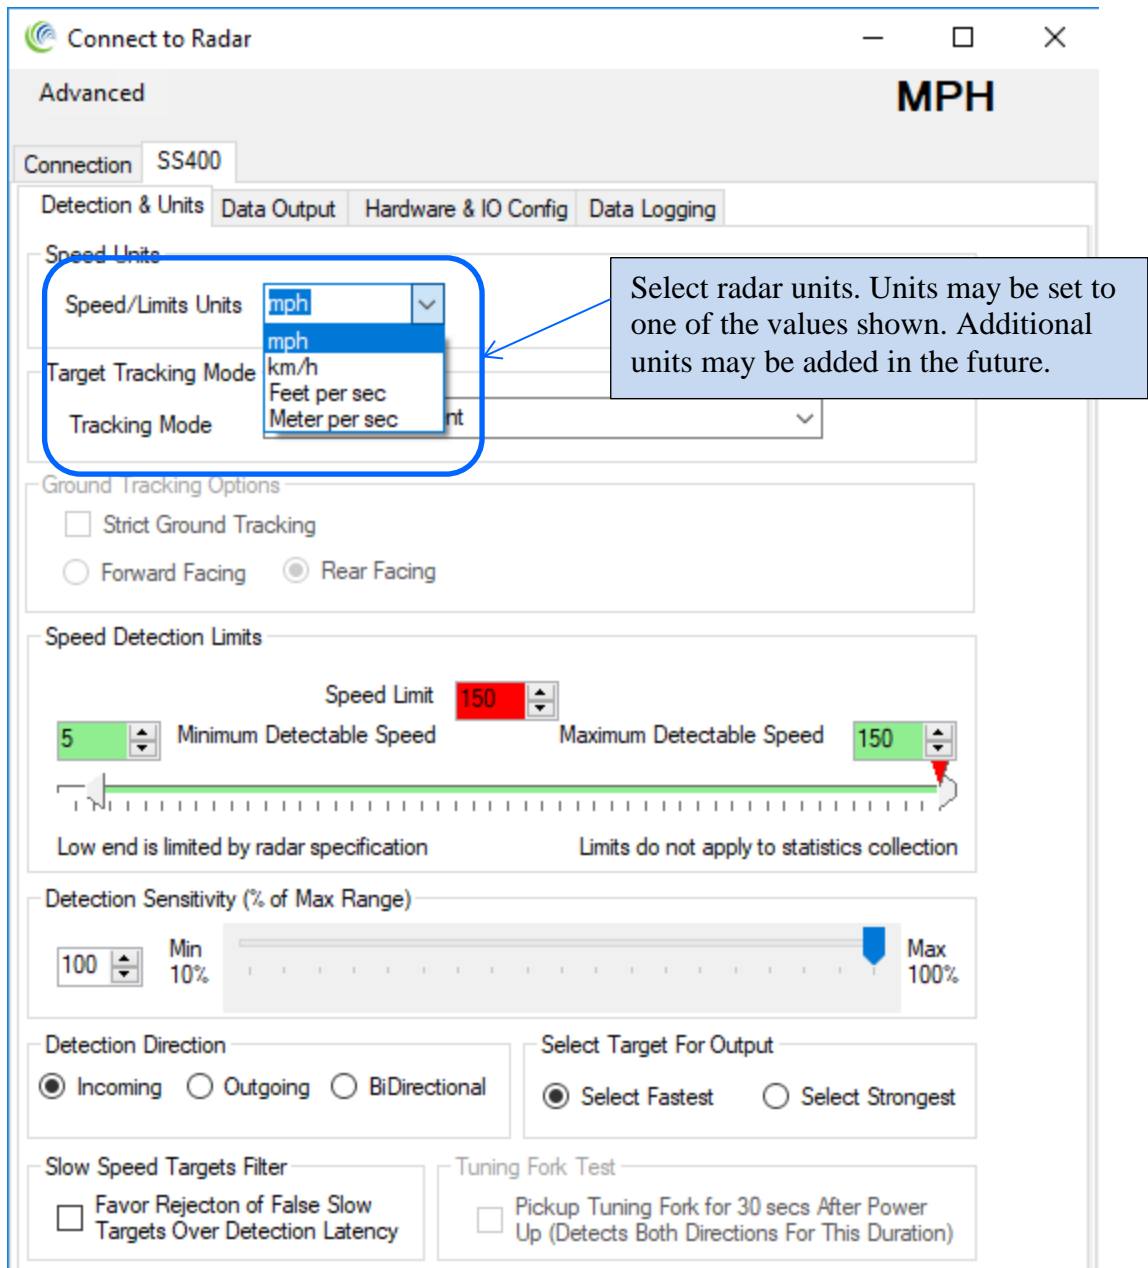 Connect to Radar
Advanced
MPH
Connection SS400
Detection & Units Data Output Hardware & IO Config Data Logging
Speed Units
Speed/Limits Units mph
mph
km/h
Feet per sec
Meter per sec
Select radar units. Units may be set to
one of the values shown. Additional
units may be added in the future.
Target Tracking Mode
Tracking Mode
Ground Tracking Options
Strict Ground Tracking
Forward Facing Rear Facing
Speed Detection Limits
Speed Limit 150
5 Minimum Detectable Speed Maximum Detectable Speed 150
Low end is limited by radar specification Limits do not apply to statistics collection
Detection Sensitivity (% of Max Range)
100 Min
10%
Max
100%
Detection Direction
Incoming Outgoing BiDirectional
Select Target For Output
Select Fastest Select Strongest
Slow Speed Targets Filter
Favor Rejecton of False Slow
Targets Over Detection Latency
Tuning Fork Test
Pickup Tuning Fork for 30 secs After Power
Up (Detects Both Directions For This Duration)